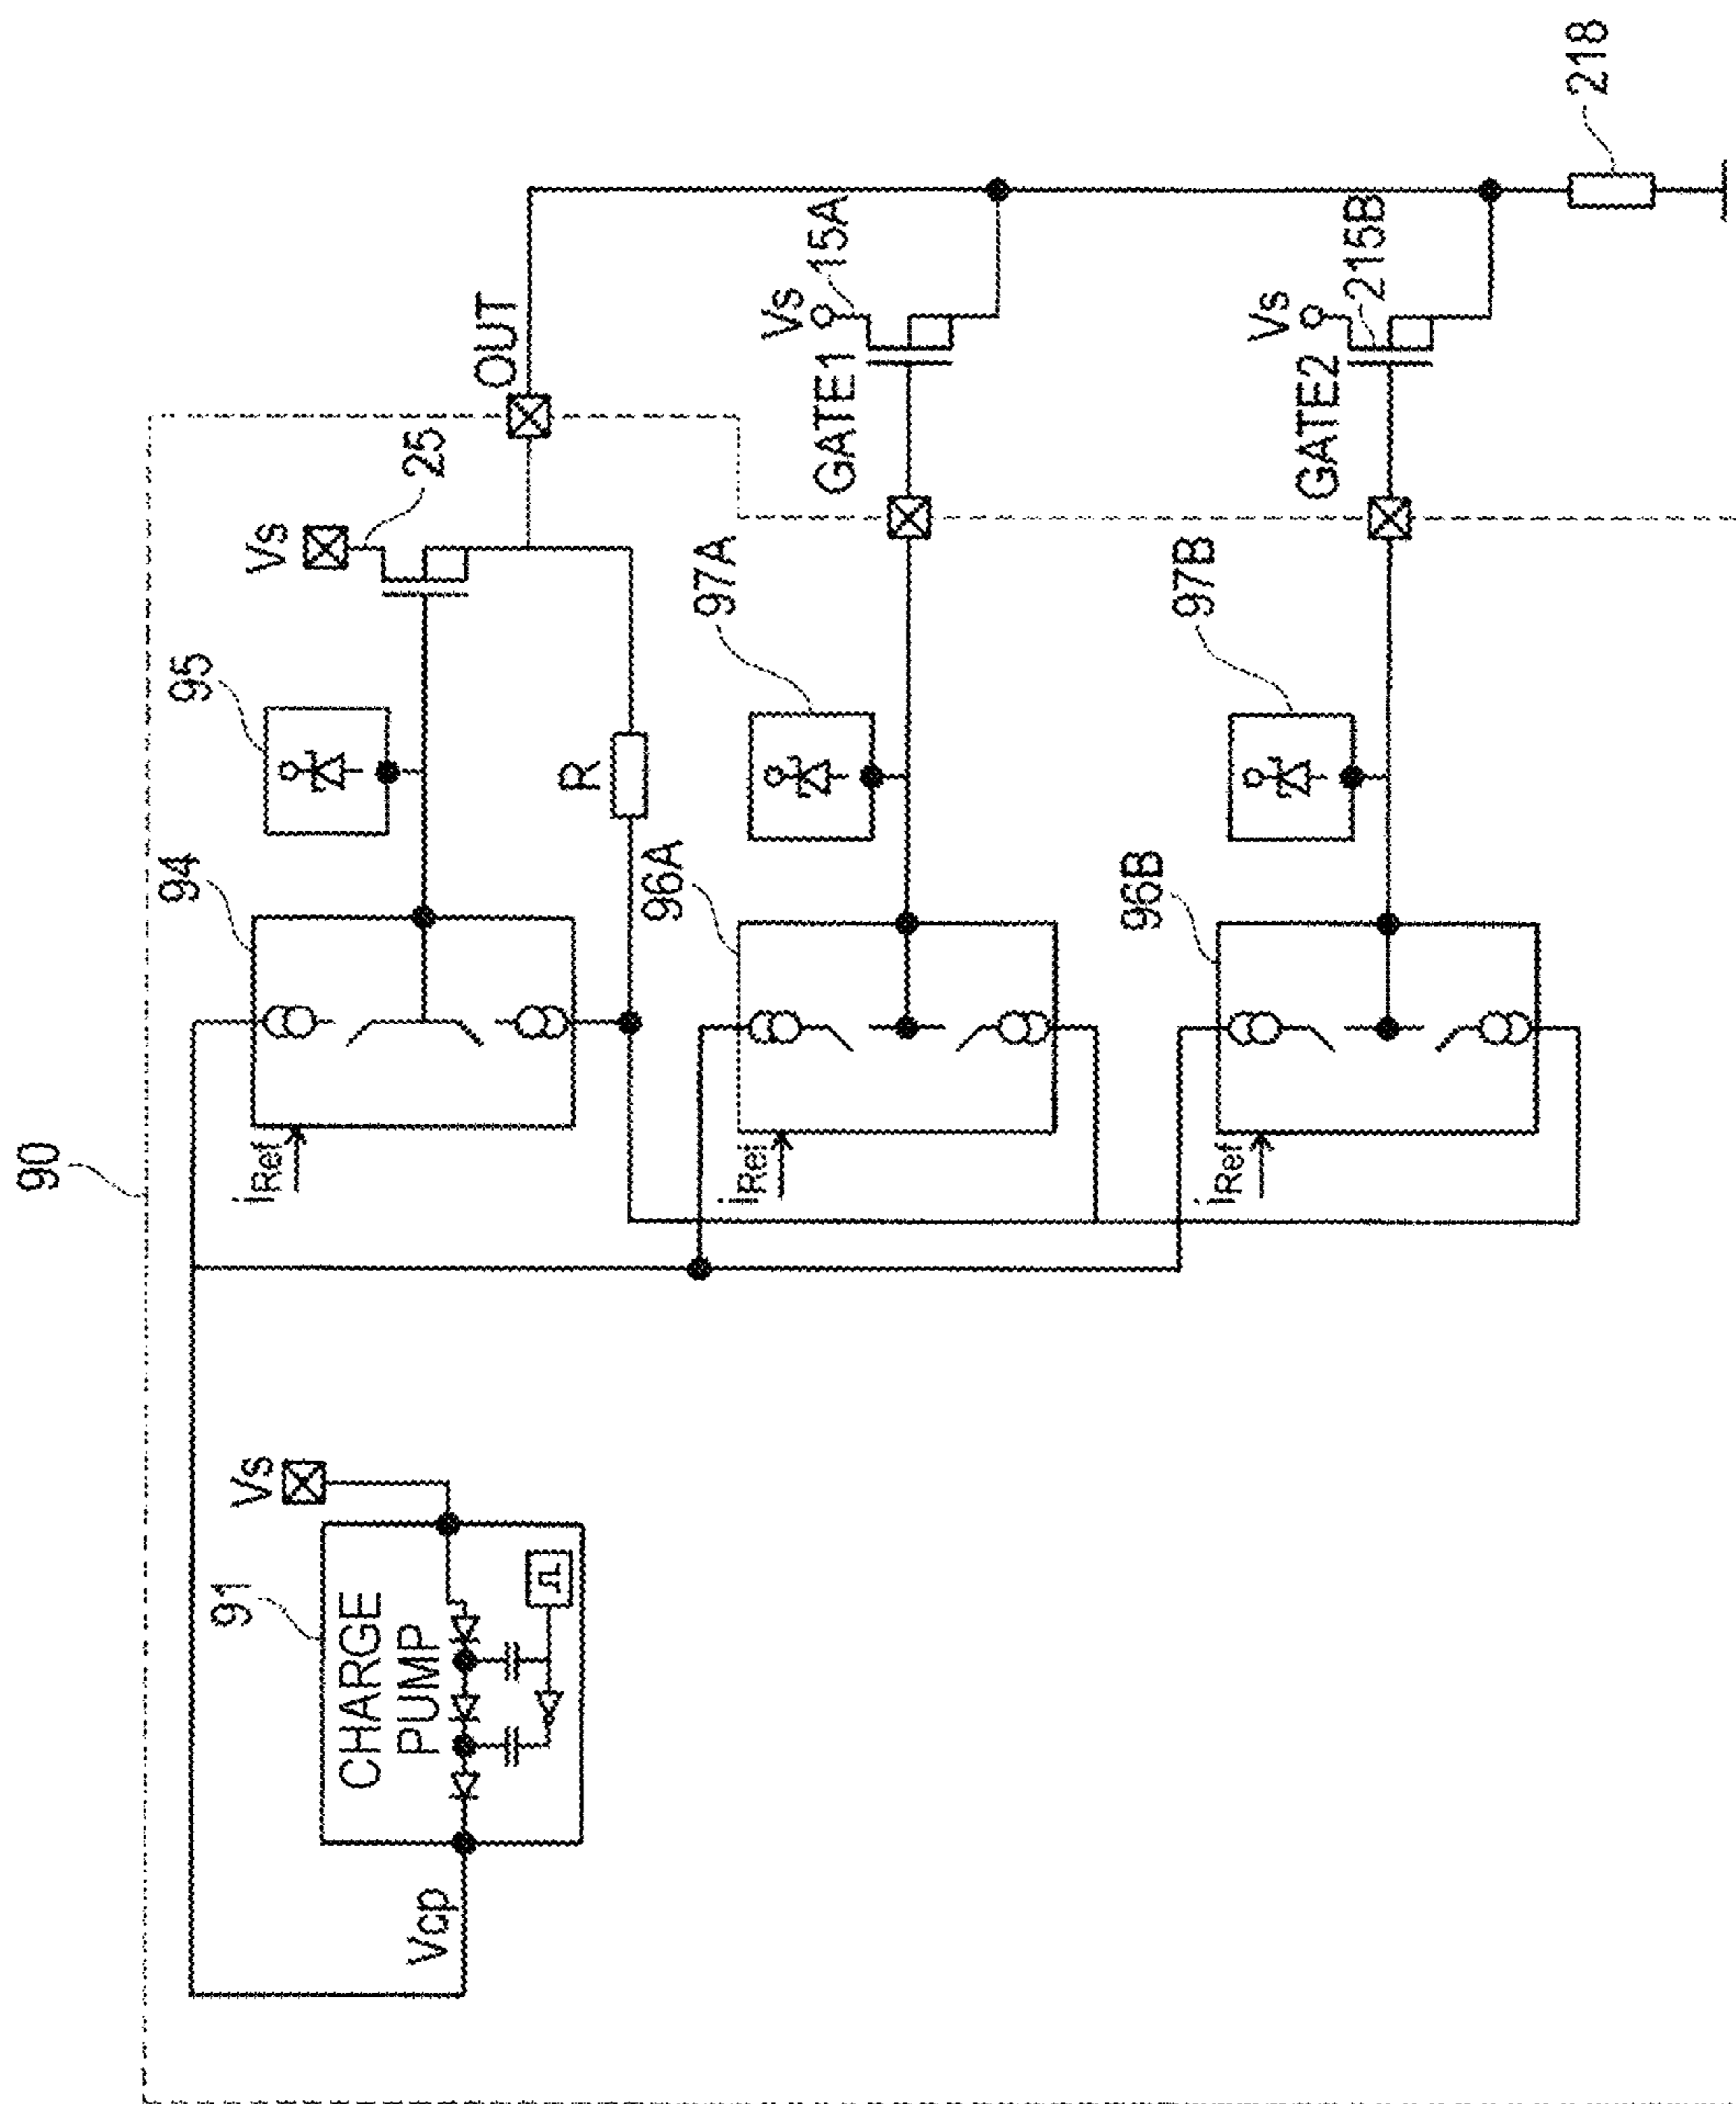 90
91
CHARGE
PUMP
Vcp
Vs
94
iRef
95
Vs
25
OUT
R
96A
iRef
97A
GATE1
Vs
15A
96B
iRef
97B
GATE2
Vs
215B
218